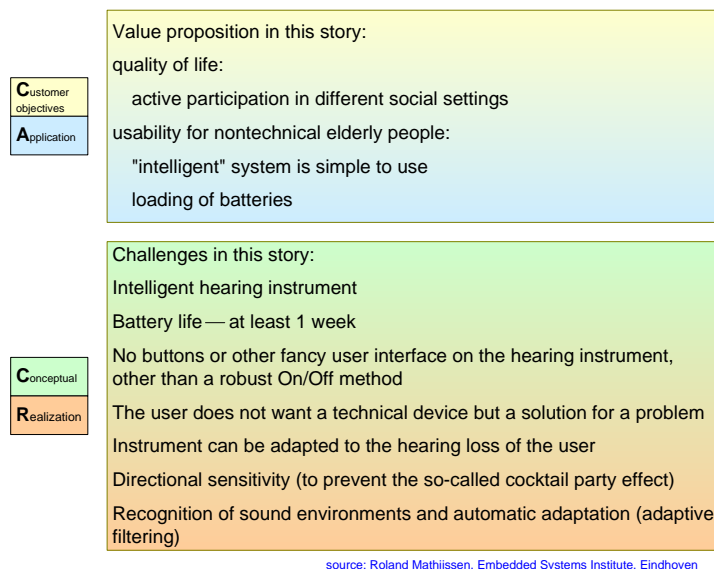 Value proposition in this story:
quality of life:
active participation in different social settings
usability for nontechnical elderly people:
"intelligent" system is simple to use
loading of batteries
Customer
objectives
Application
Challenges in this story:
Intelligent hearing instrument
Battery life — at least 1 week
No buttons or other fancy user interface on the hearing instrument,
other than a robust On/Off method
The user does not want a technical device but a solution for a problem
Instrument can be adapted to the hearing loss of the user
Directional sensitivity (to prevent the so-called cocktail party effect)
Recognition of sound environments and automatic adaptation (adaptive
filtering)
Conceptual
Realization
source: Roland Mathijssen, Embedded Systems Institute, Eindhoven